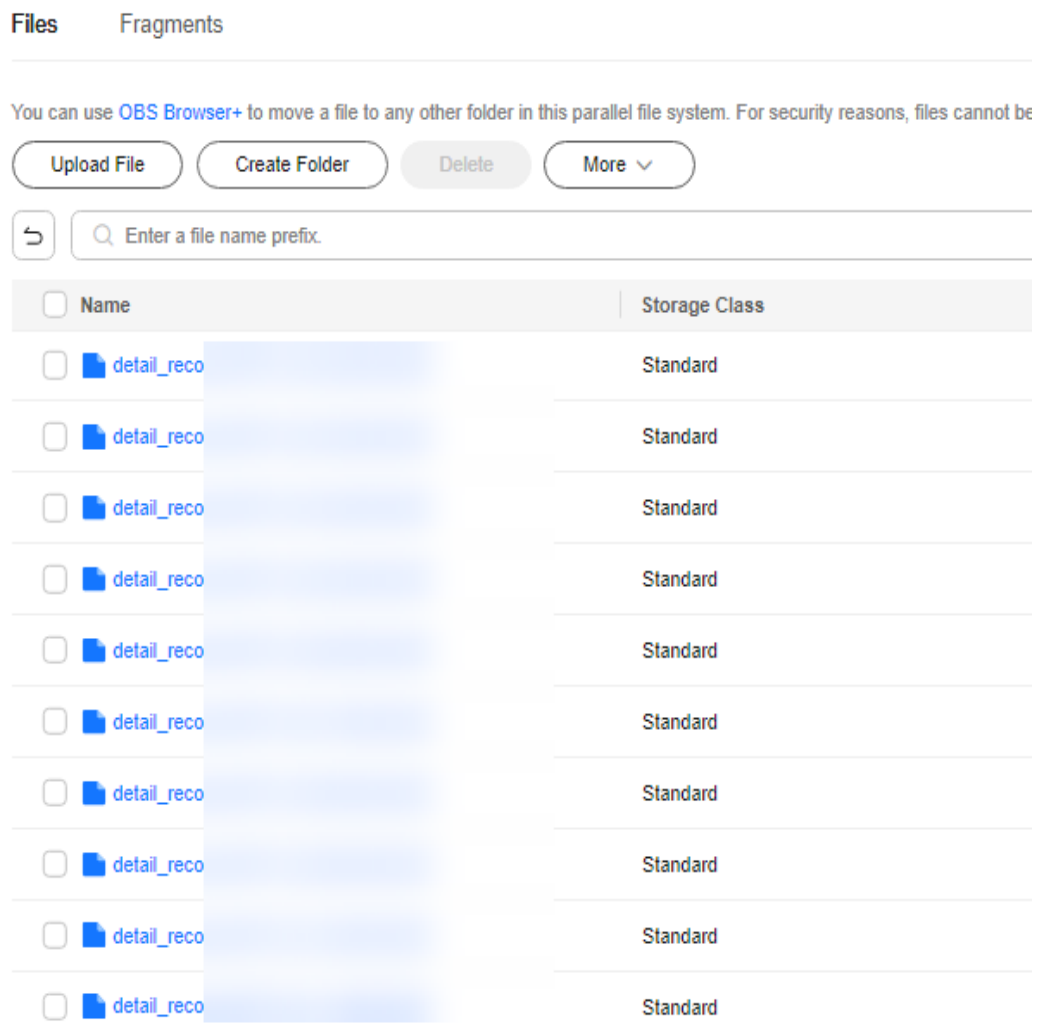 Files Fragments
You can use OBS Browser+ to move a file to any other folder in this parallel file system. For security reasons, files cannot be
Upload File Create Folder Delete More
Enter a file name prefix.
Name Storage Class
detail_reco Standard
detail_reco Standard
detail_reco Standard
detail_reco Standard
detail_reco Standard
detail_reco Standard
detail_reco Standard
detail_reco Standard
detail_reco Standard
detail_reco Standard